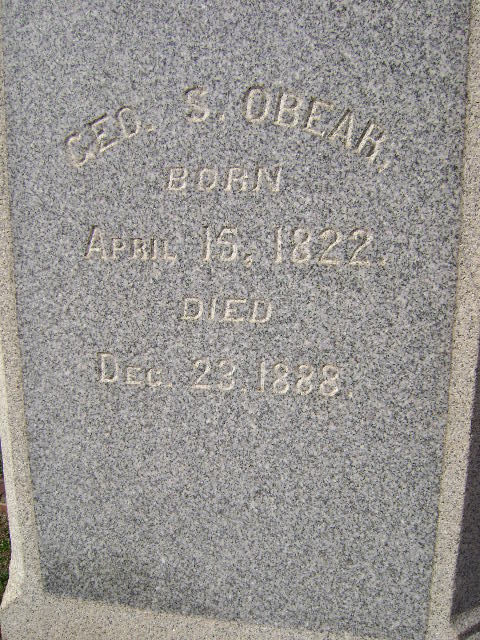 GEO. S. OBEAR,
BORN
APRIL 15, 1822.
DIED
DEC. 23, 1888.